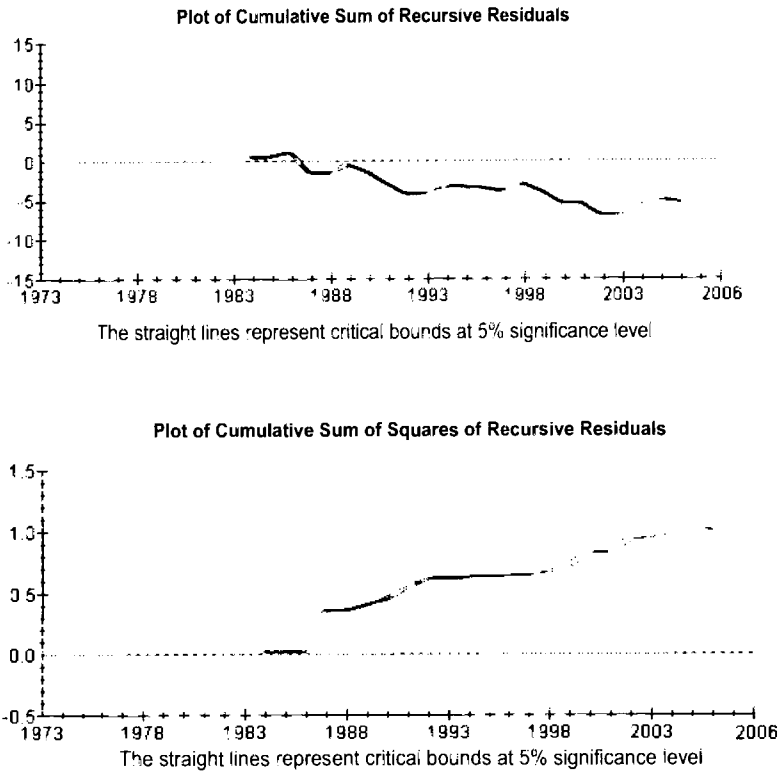 Plot of Cumulative Sum of Recursive Residuals
15
10
5
0
-5
-10
-15
1973 1978 1983 1988 1993 1998 2003 2006
The straight lines represent critical bounds at 5% significance level
Plot of Cumulative Sum of Squares of Recursive Residuals
1.5
1.0
0.5
0.0
-0.5
1973 1978 1983 1988 1993 1998 2003 2006
The straight lines represent critical bounds at 5% significance level